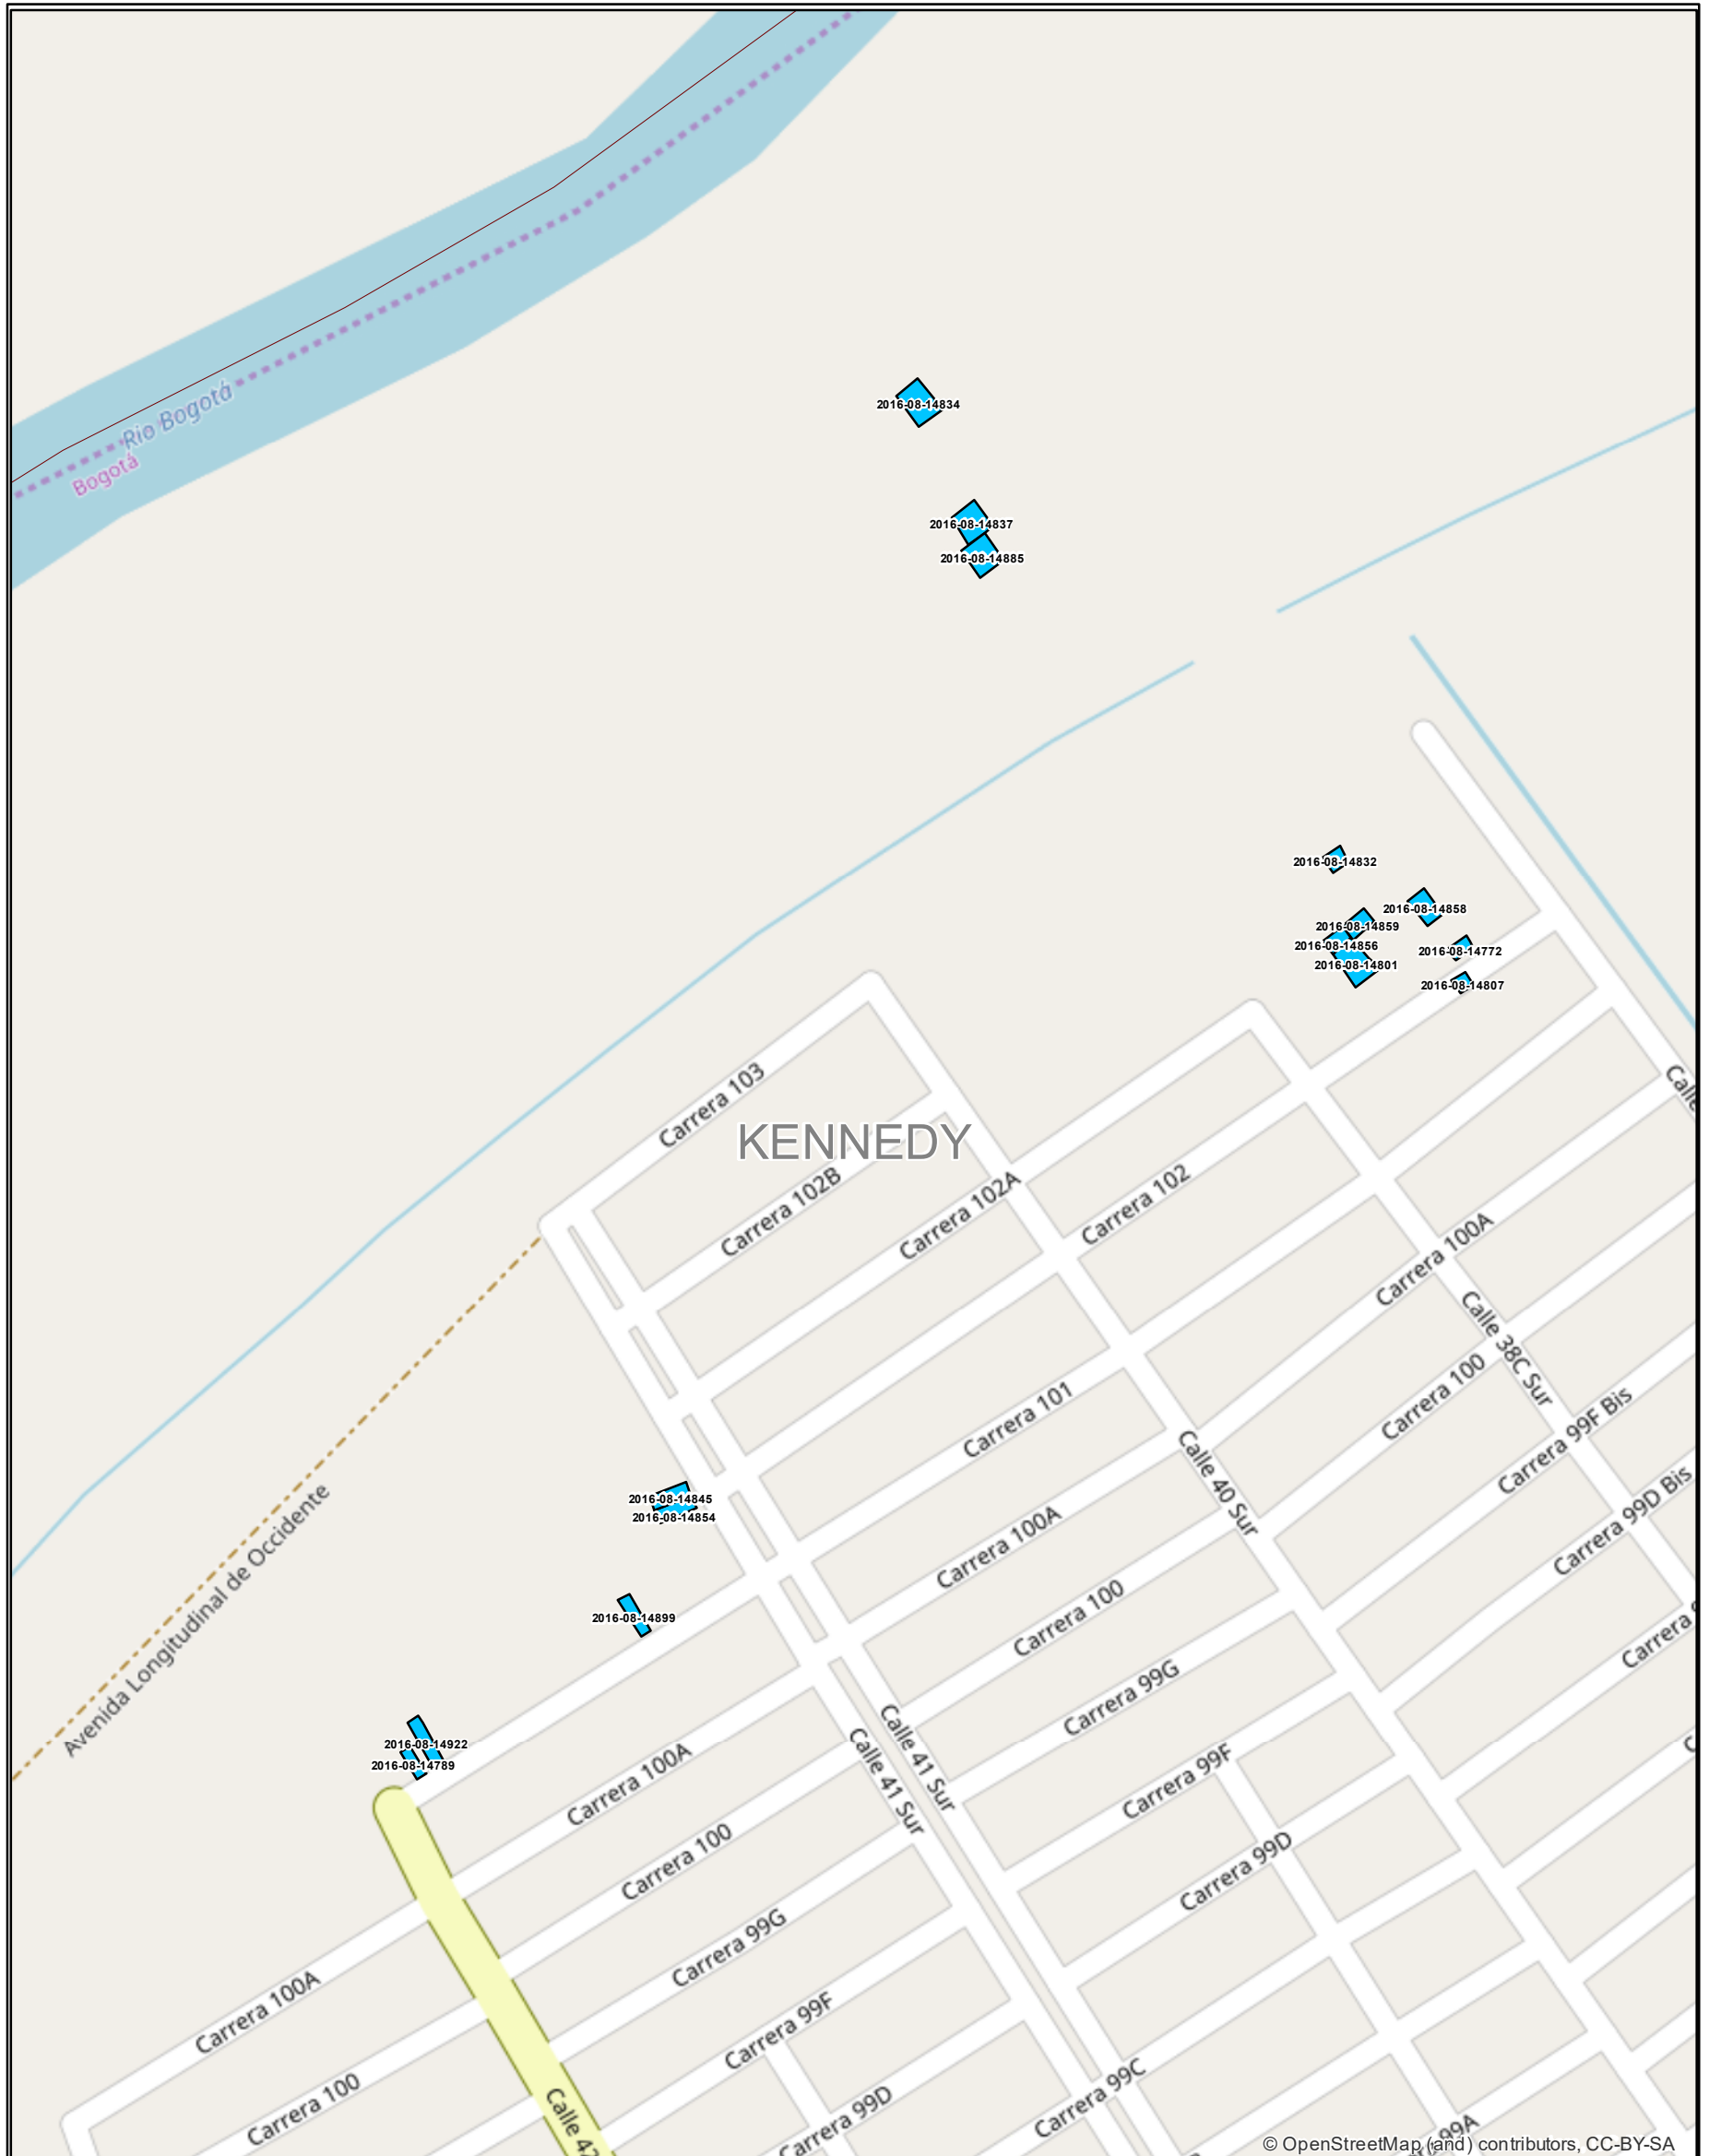 Rio Bogotá
Bogotá
2016-08-14834
2016-08-14837
2016-08-14885
2016-08-14832
2016-08-14858
2016-08-14859
2016-08-14856
2016-08-14772
2016-08-14801
2016-08-14807
Carrera 103
KENNEDY
Calle
Carrera 102B
Carrera 102A
Carrera 102
Carrera 100A
Calle 38C Sur
Carrera 100
Carrera 101
Carrera 99F Bis
Calle 40 Sur
Carrera 99D Bis
2016-08-14845
2016-08-14854
Carrera 100A
Avenida Longitudinal de Occidente
2016-08-14899
Carrera 100
Carrera
Carrera 99G
2016-08-14922
2016-08-14789
Calle 41 Sur
Calle 41 Sur
Carrera 100A
Carrera 99F
Carrera 100
Carrera 99D
Carrera 99G
Carrera 100A
Carrera 99F
Carrera 100
Calle 42
Carrera 99D
Carrera 99C
99A
© OpenStreetMap (and) contributors, CC-BY-SA